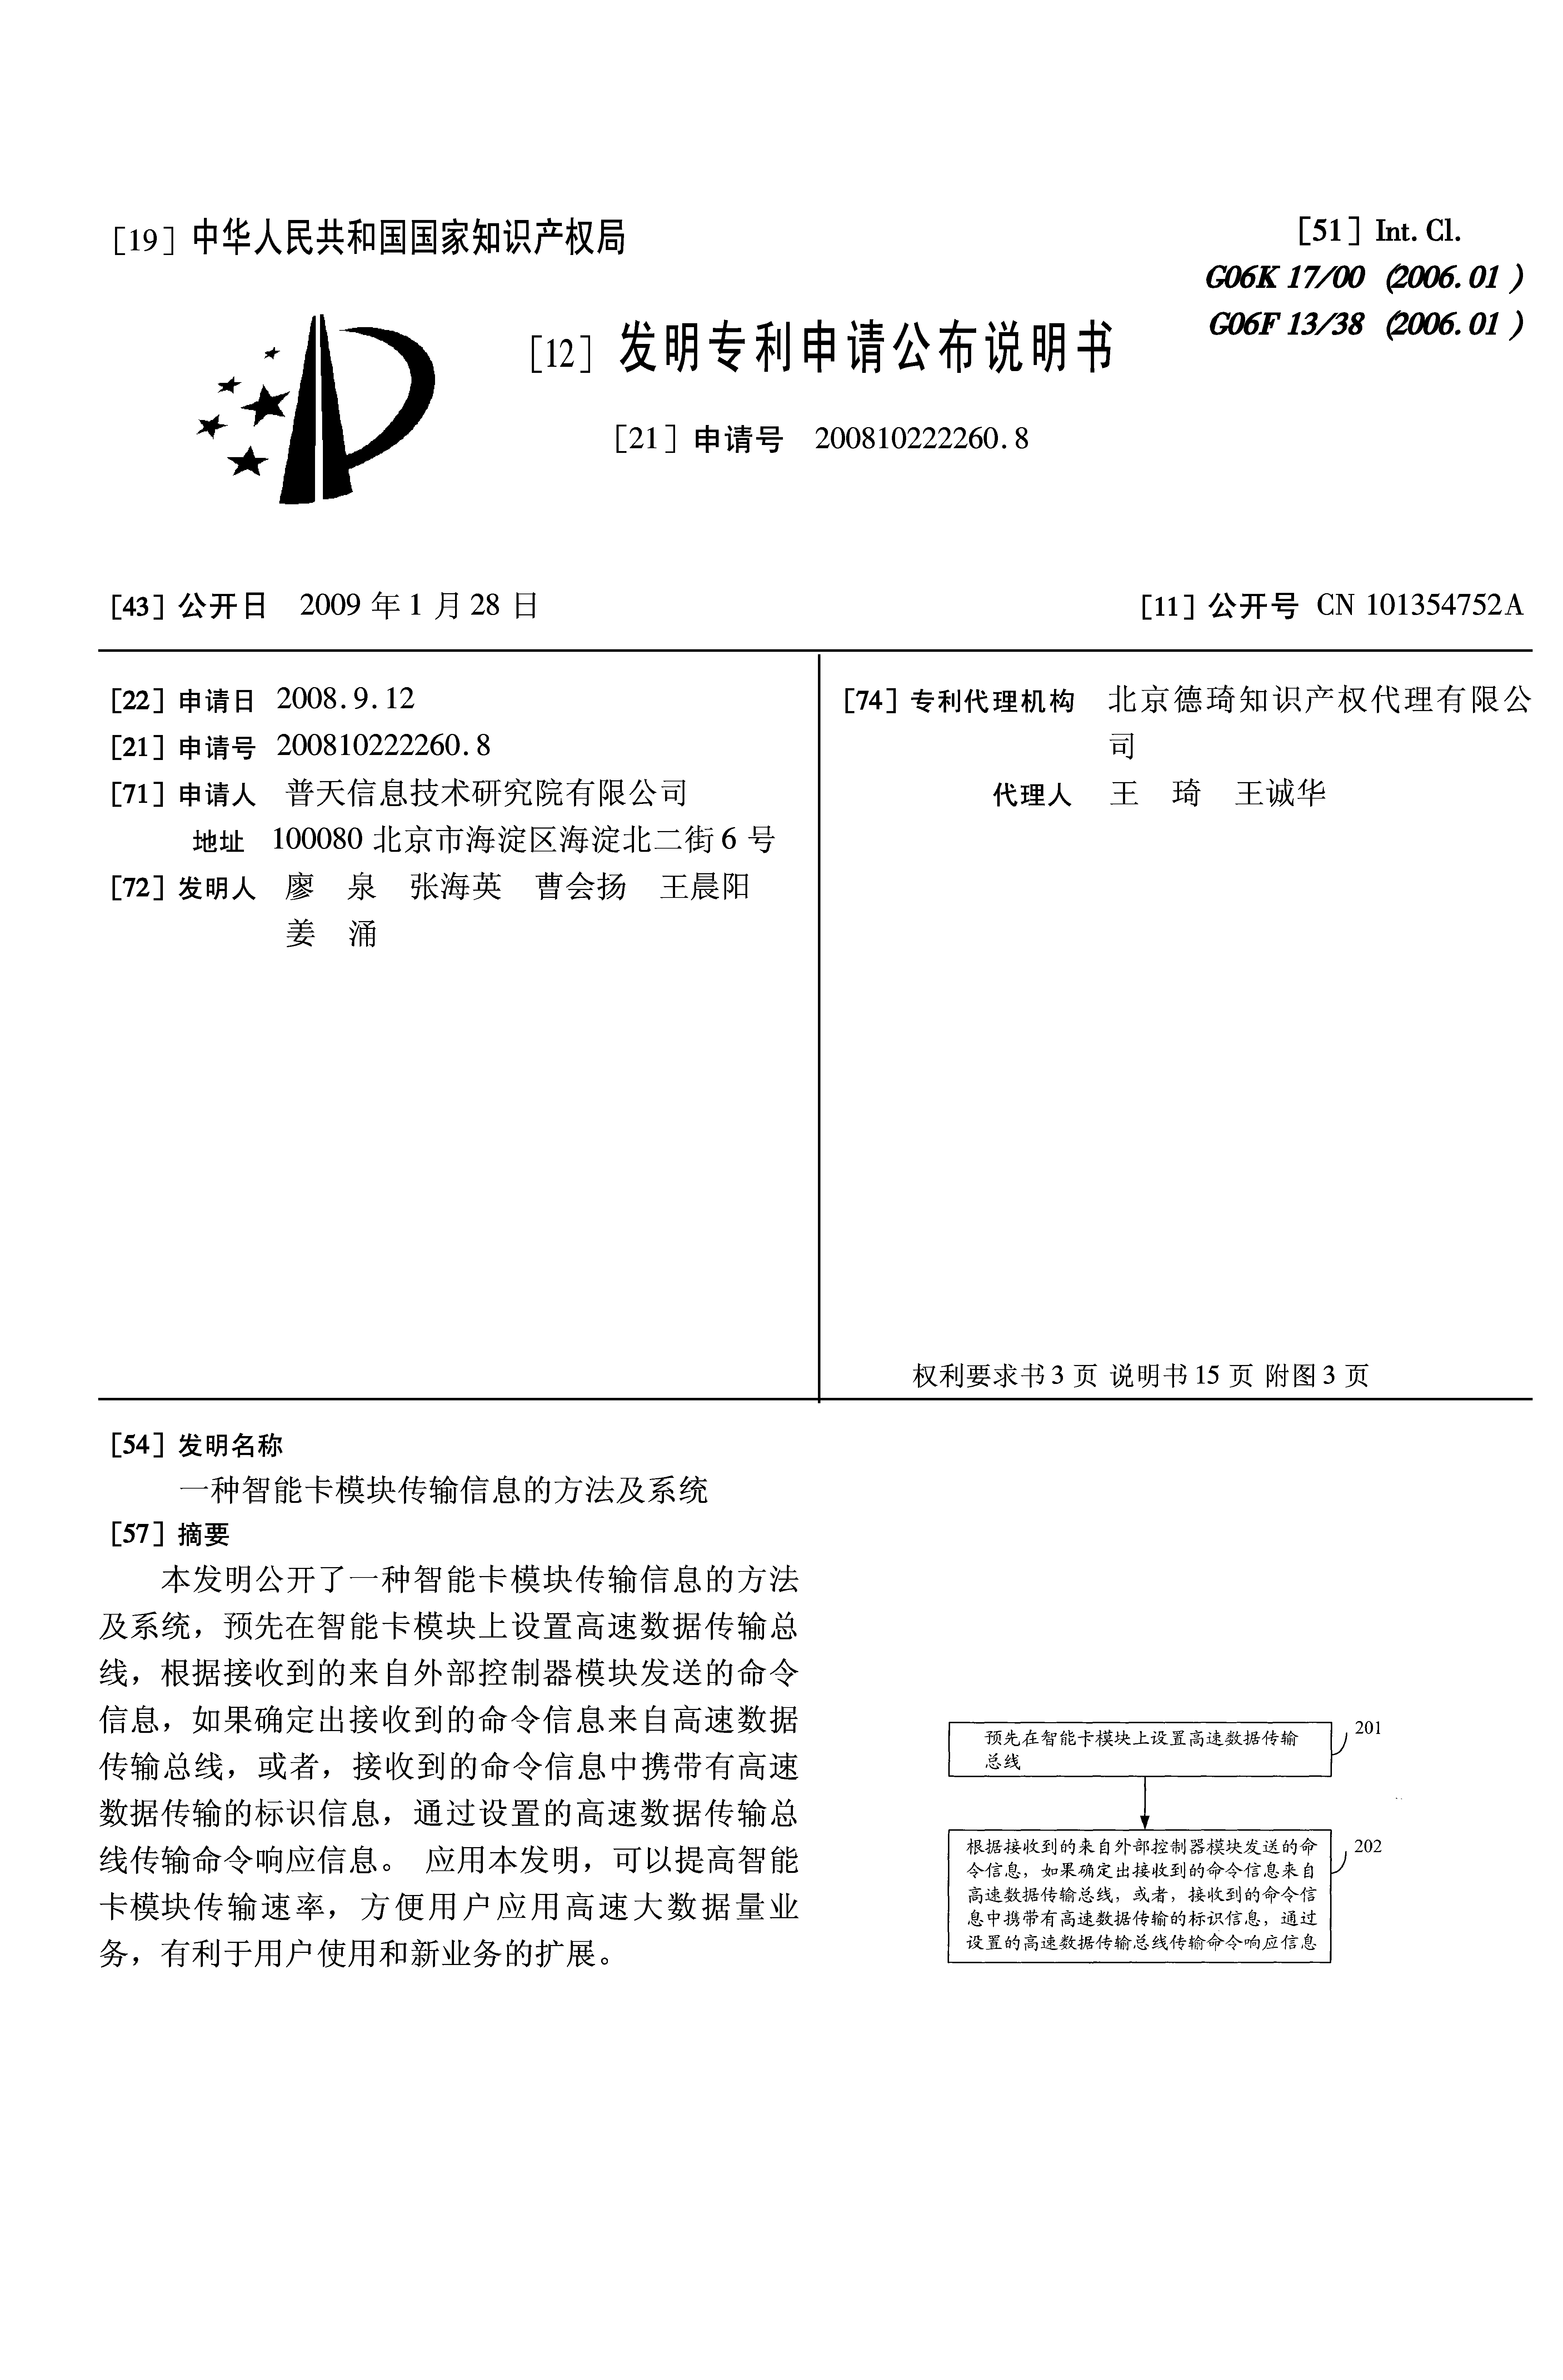 [19] 中华人民共和国国家知识产权局
[51] Int. Cl.
G06K 17/00 (2006.01)
G06F 13/38 (2006.01)
[12] 发明专利申请公布说明书
[21] 申请号 200810222260.8
[43] 公开日 2009 年 1 月 28 日
[11] 公开号 CN 101354752A
[22] 申请日 2008.9.12
[21] 申请号 200810222260.8
[71] 申请人 普天信息技术研究院有限公司
地址 100080 北京市海淀区海淀北二街 6 号
[72] 发明人 廖 泉 张海英 曹会扬 王晨阳
姜 涌
[74] 专利代理机构 北京德琦知识产权代理有限公
司
代理人 王 琦 王诚华
权利要求书 3 页 说明书 15 页 附图 3 页
[54] 发明名称
一种智能卡模块传输信息的方法及系统
[57] 摘要
本发明公开了一种智能卡模块传输信息的方法
及系统，预先在智能卡模块上设置高速数据传输总
线，根据接收到的来自外部控制器模块发送的命令
信息，如果确定出接收到的命令信息来自高速数据
传输总线，或者，接收到的命令信息中携带有高速
数据传输的标识信息，通过设置的高速数据传输总
线传输命令响应信息。 应用本发明，可以提高智能
卡模块传输速率，方便用户应用高速大数据量业
务，有利于用户使用和新业务的扩展。
预先在智能卡模块上设置高速数据传输
总线
201
根据接收到的来自外部控制器模块发送的命
令信息，如果确定出接收到的命令信息来自
高速数据传输总线，或者，接收到的命令信
息中携带有高速数据传输的标识信息，通过
设置的高速数据传输总线传输命令响应信息
202